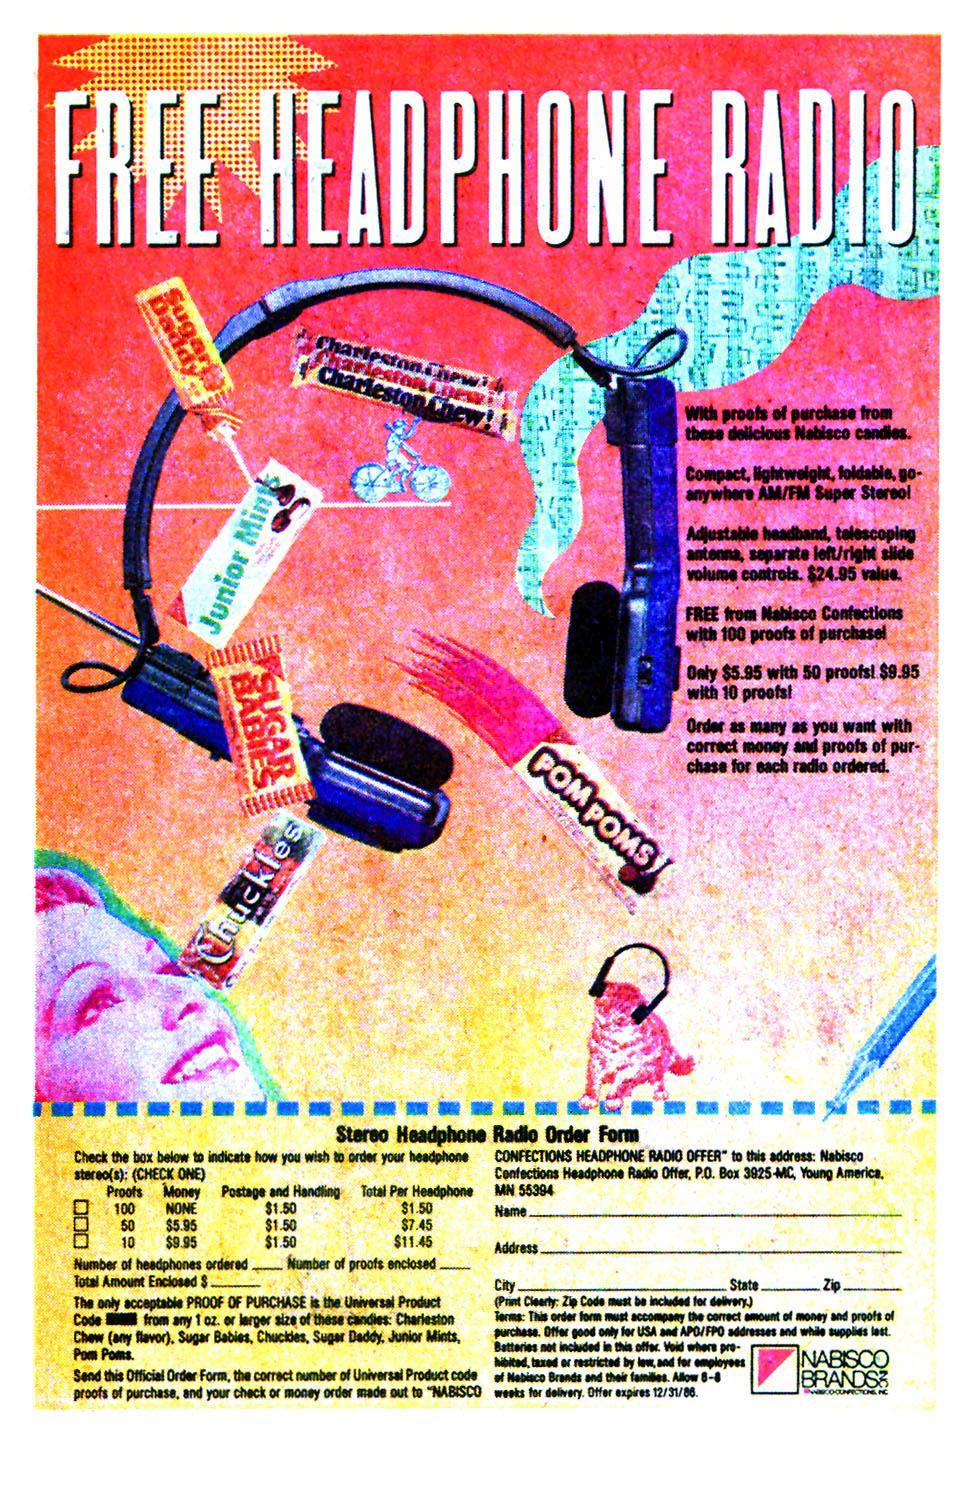 FREE HEADPHONE RADIO
Sugar
Daddy
Charleston Chew!
Charleston Chew!
Charleston Chew!
Junior Mints
SUGAR
BABIES
POM POMS
Chuckles
With proofs of purchase from
these delicious Nabisco candies.
Compact, lightweight, foldable, go-
anywhere AM/FM Super Stereo!
Adjustable headband, telescoping
antenna, separate left/right slide
volume controls. $24.95 value.
FREE from Nabisco Confections
with 100 proofs of purchase!
Only $5.95 with 50 proofs! $9.95
with 10 proofs!
Order as many as you want with
correct money and proofs of pur-
chase for each radio ordered.
Stereo Headphone Radio Order Form
Check the box below to indicate how you wish to order your headphone
stereo(s): (CHECK ONE)
Proofs Money Postage and Handling Total Per Headphone
100 NONE $1.50 $1.50
50 $5.95 $1.50 $7.45
10 $9.95 $1.50 $11.45
Number of headphones ordered ____ Number of proofs enclosed ____
Total Amount Enclosed $ ____
The only acceptable PROOF OF PURCHASE is the Universal Product
Code from any 1 oz. or larger size of these candies: Charleston
Chew (any flavor), Sugar Babies, Chuckles, Sugar Daddy, Junior Mints,
Pom Poms.
Send this Official Order Form, the correct number of Universal Product code
proofs of purchase, and your check or money order made out to "NABISCO
CONFECTIONS HEADPHONE RADIO OFFER" to this address: Nabisco
Confections Headphone Radio Offer, P.O. Box 3925-MC, Young America,
MN 55394
Name
Address
City State Zip
(Print Clearly: Zip Code must be included for delivery.)
Terms: This order form must accompany the correct amount of money and proofs of
purchase. Offer good only for USA and APO/FPO addresses and while supplies last.
Batteries not included in this offer. Void where pro-
hibited, taxed or restricted by law, and for employees
of Nabisco Brands and their families. Allow 6-8
weeks for delivery. Offer expires 12/31/86.
NABISCO
BRANDS INC
NABISCO CONFECTIONS, INC.